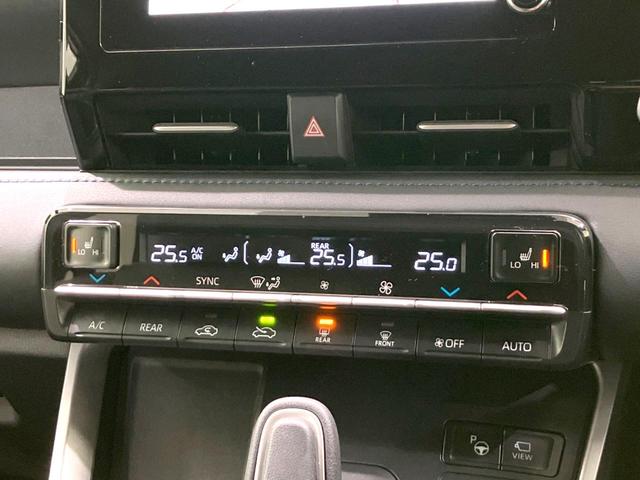 LO HI
25.5 A/C ON REAR 25.5 25.0
LO HI
SYNC
A/C REAR REAR FRONT OFF AUTO
P VIEW